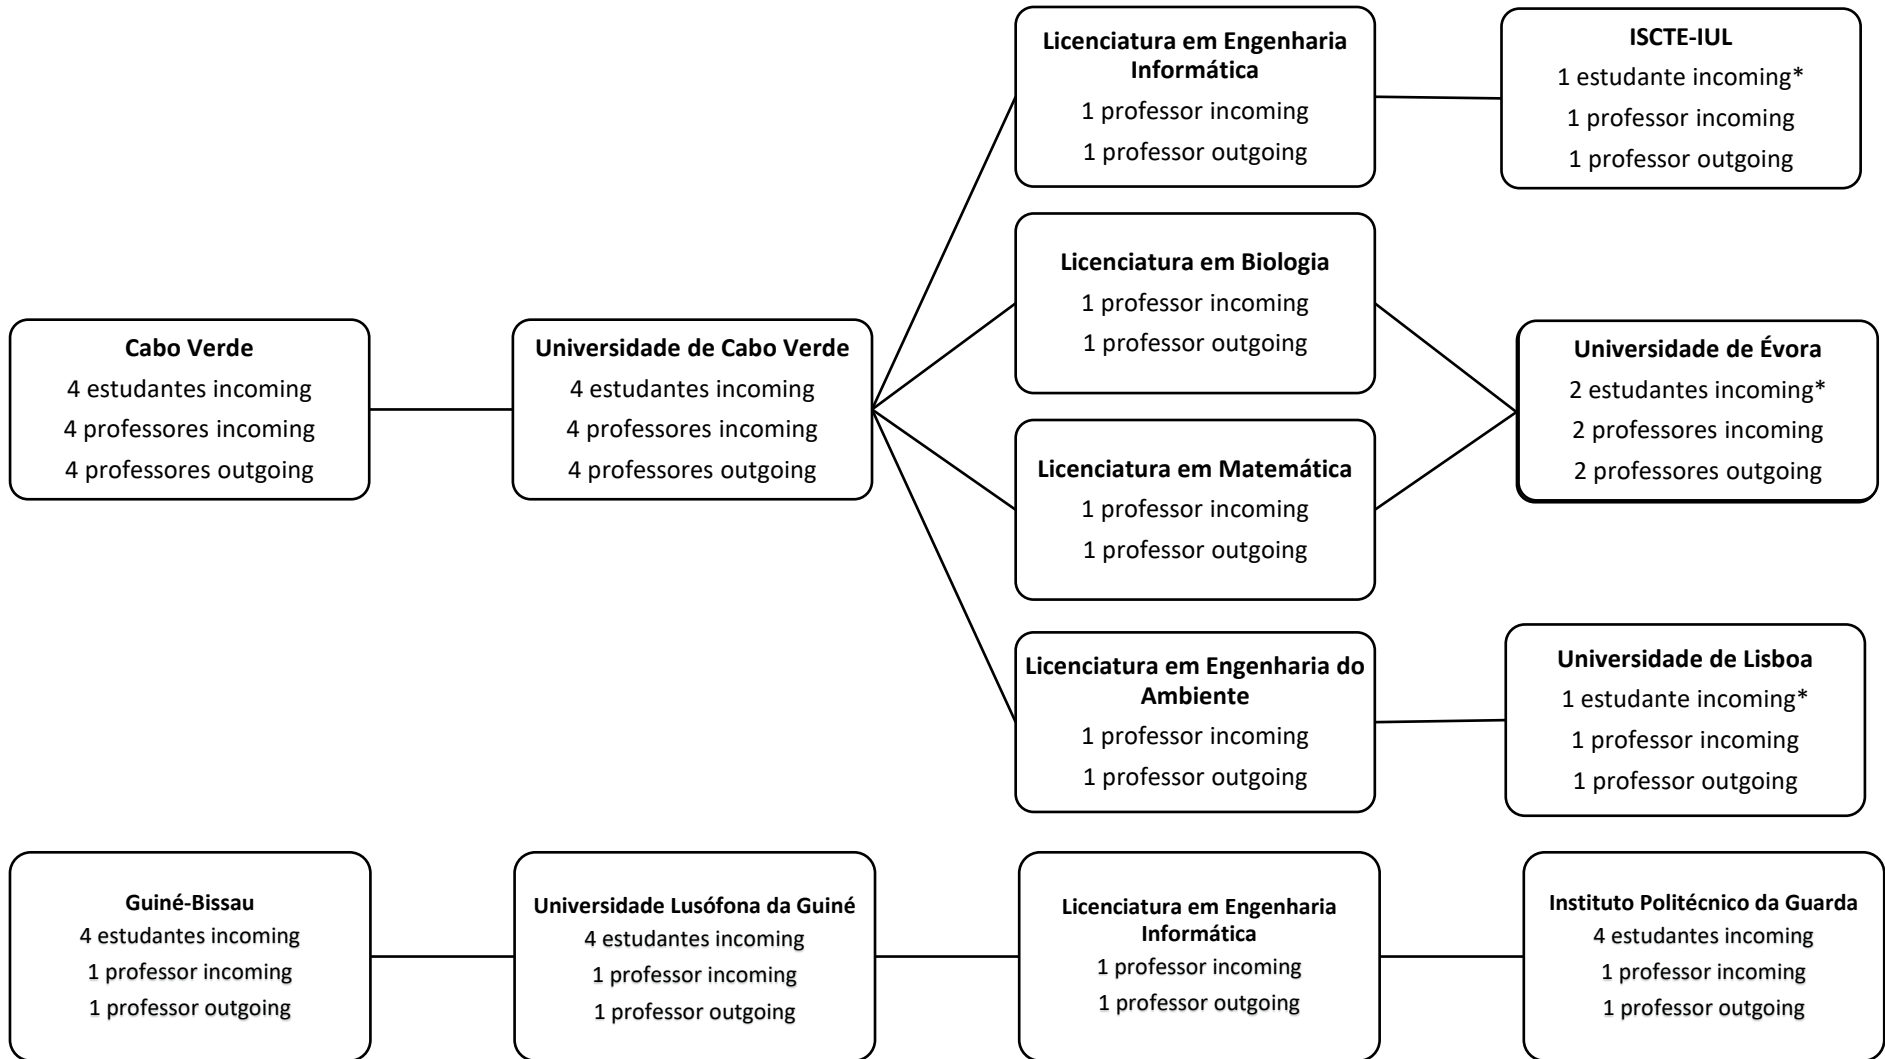 Cabo Verde
4 estudantes incoming
4 professores incoming
4 professores outgoing
Universidade de Cabo Verde
4 estudantes incoming
4 professores incoming
4 professores outgoing
Licenciatura em Engenharia
Informática
1 professor incoming
1 professor outgoing
ISCTE-IUL
1 estudante incoming*
1 professor incoming
1 professor outgoing
Licenciatura em Biologia
1 professor incoming
1 professor outgoing
Licenciatura em Matemática
1 professor incoming
1 professor outgoing
Universidade de Évora
2 estudantes incoming*
2 professores incoming
2 professores outgoing
Licenciatura em Engenharia do
Ambiente
1 professor incoming
1 professor outgoing
Universidade de Lisboa
1 estudante incoming*
1 professor incoming
1 professor outgoing
Guiné-Bissau
4 estudantes incoming
1 professor incoming
1 professor outgoing
Universidade Lusófona da Guiné
4 estudantes incoming
1 professor incoming
1 professor outgoing
Licenciatura em Engenharia
Informática
1 professor incoming
1 professor outgoing
Instituto Politécnico da Guarda
4 estudantes incoming
1 professor incoming
1 professor outgoing